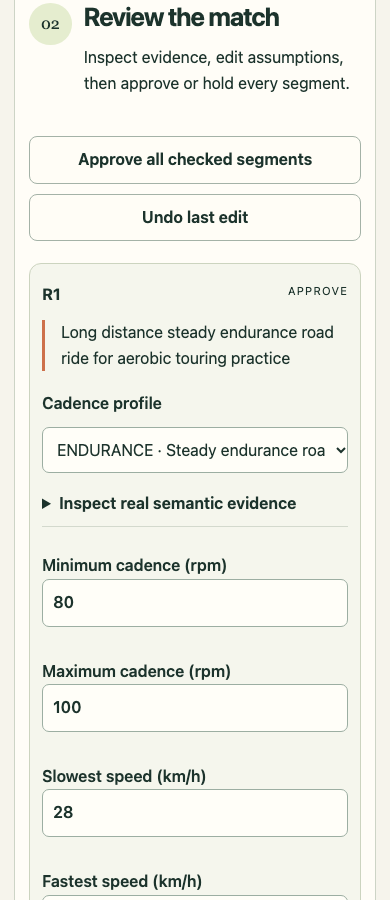 02
Review the match
Inspect evidence, edit assumptions,
then approve or hold every segment.
Approve all checked segments
Undo last edit
R1
APPROVE
Long distance steady endurance road
ride for aerobic touring practice
Cadence profile
ENDURANCE · Steady endurance roa
Inspect real semantic evidence
Minimum cadence (rpm)
80
Maximum cadence (rpm)
100
Slowest speed (km/h)
28
Fastest speed (km/h)